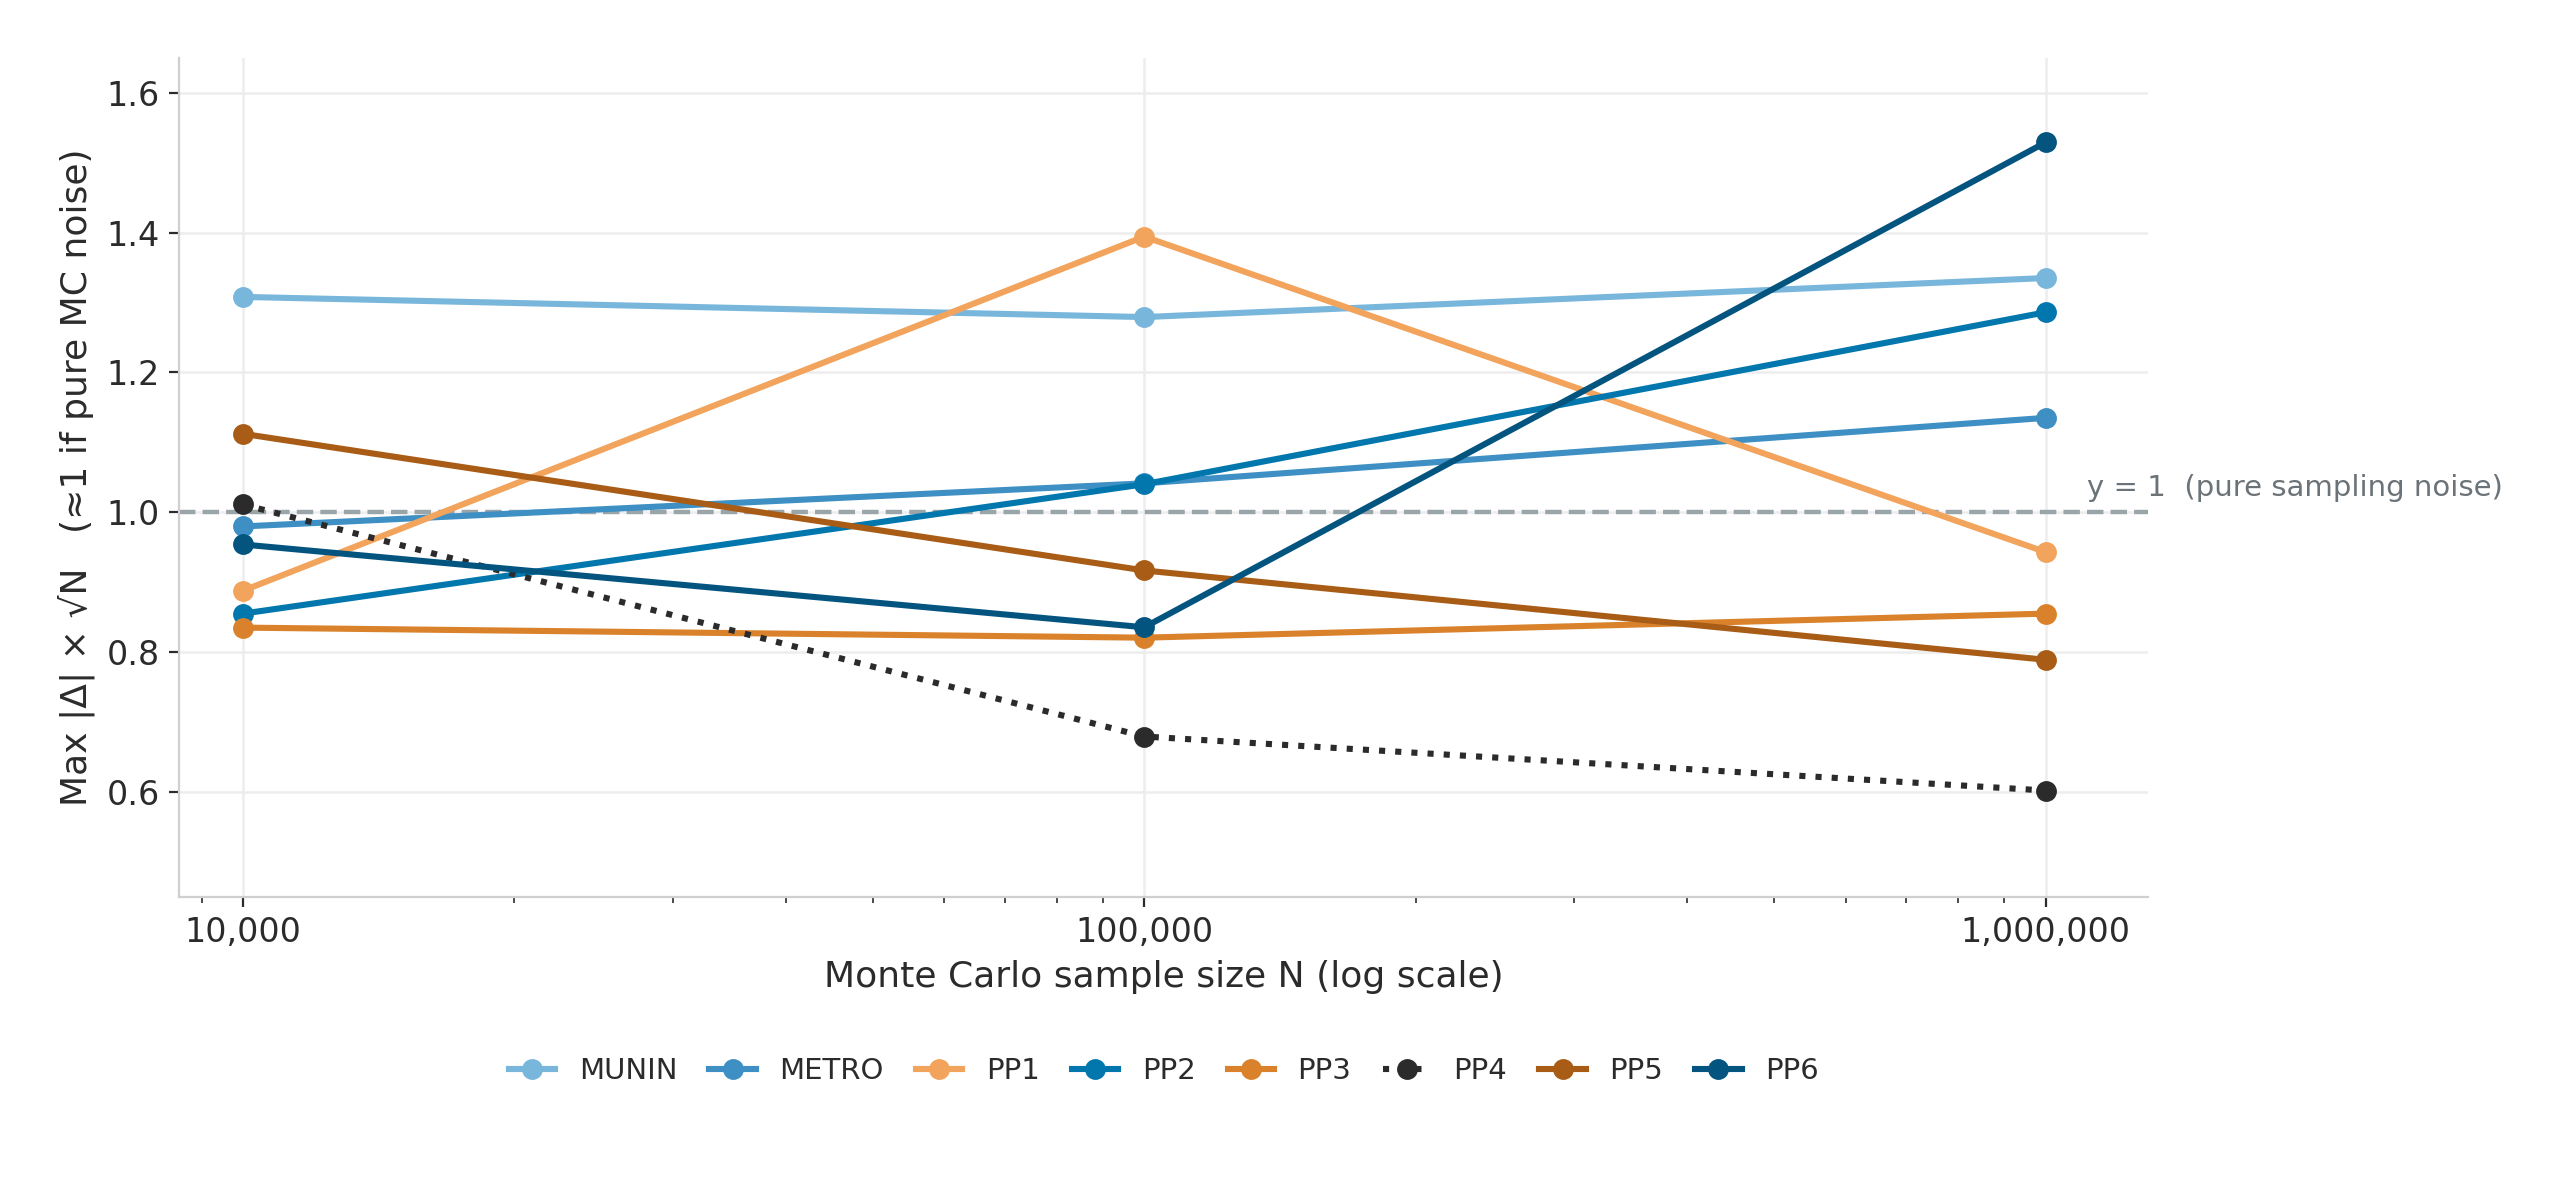 Max |Δ| × √N   (≈1 if pure MC noise)
1.6
1.4
1.2
1.0
0.8
0.6
y = 1  (pure sampling noise)
10,000
100,000
1,000,000
Monte Carlo sample size N (log scale)
MUNIN METRO PP1 PP2 PP3 PP4 PP5 PP6